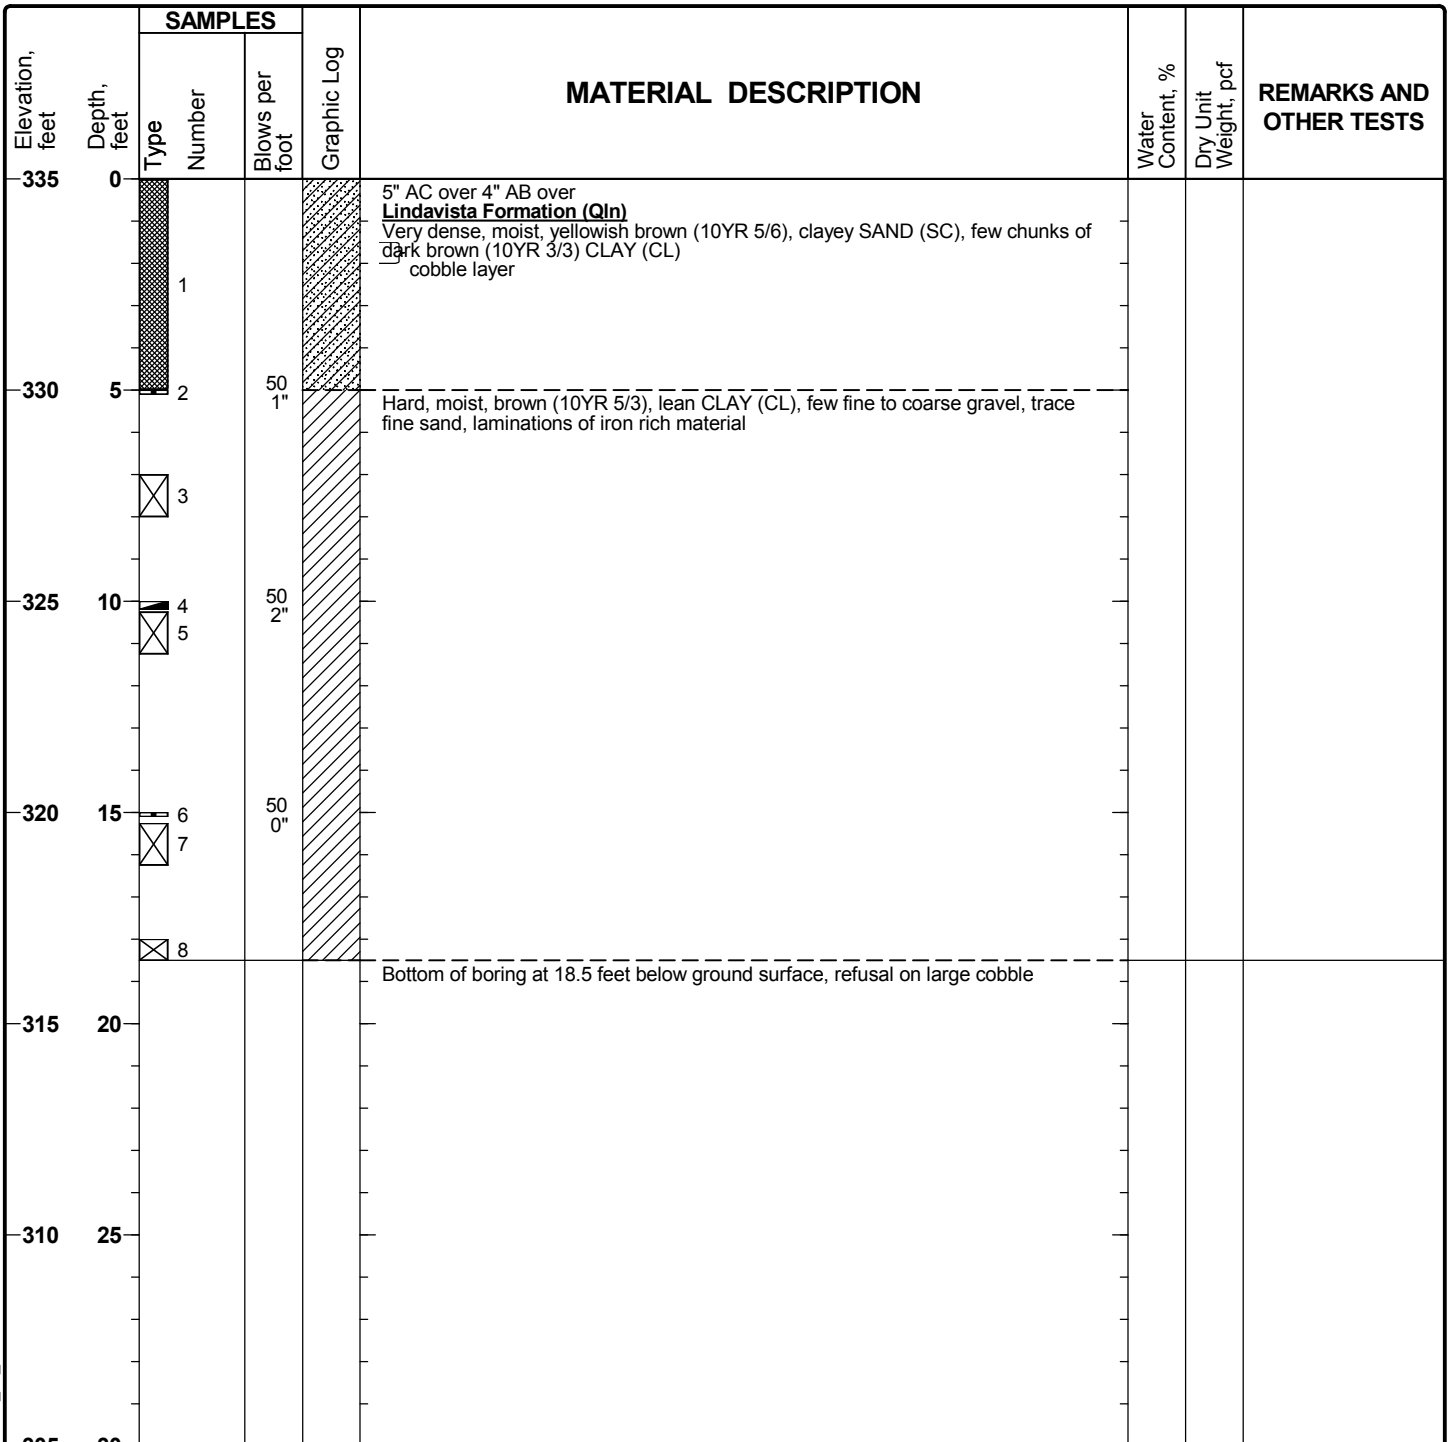 SAMPLES
Elevation,
feet
Depth,
feet
Type
Number
Blows per
foot
Graphic Log
MATERIAL DESCRIPTION
Water
Content, %
Dry Unit
Weight, pcf
REMARKS AND
OTHER TESTS
335 0
5" AC over 4" AB over
Lindavista Formation (Qln)
Very dense, moist, yellowish brown (10YR 5/6), clayey SAND (SC), few chunks of
dark brown (10YR 3/3) CLAY (CL)
cobble layer
1
330 5 2 50
1"
Hard, moist, brown (10YR 5/3), lean CLAY (CL), few fine to coarse gravel, trace
fine sand, laminations of iron rich material
3
325 10 4 50
2"
5
320 15 6 50
0"
7
8
Bottom of boring at 18.5 feet below ground surface, refusal on large cobble
315 20
310 25